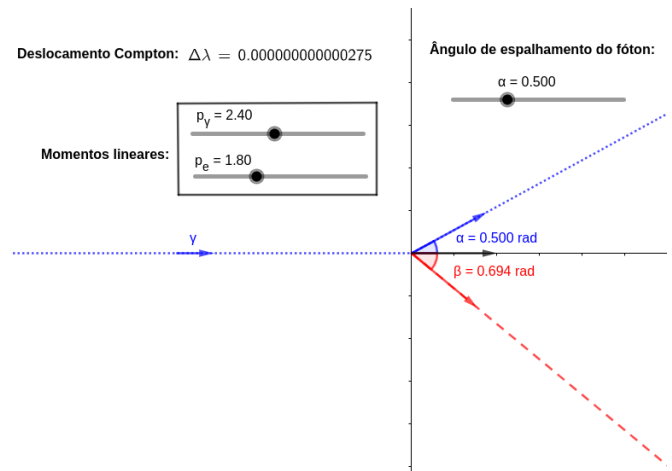 Deslocamento Compton: Δλ = 0.000000000000275
Ângulo de espalhamento do fóton:
α = 0.500
Momentos lineares:
pγ = 2.40
pe = 1.80
γ
α = 0.500 rad
β = 0.694 rad